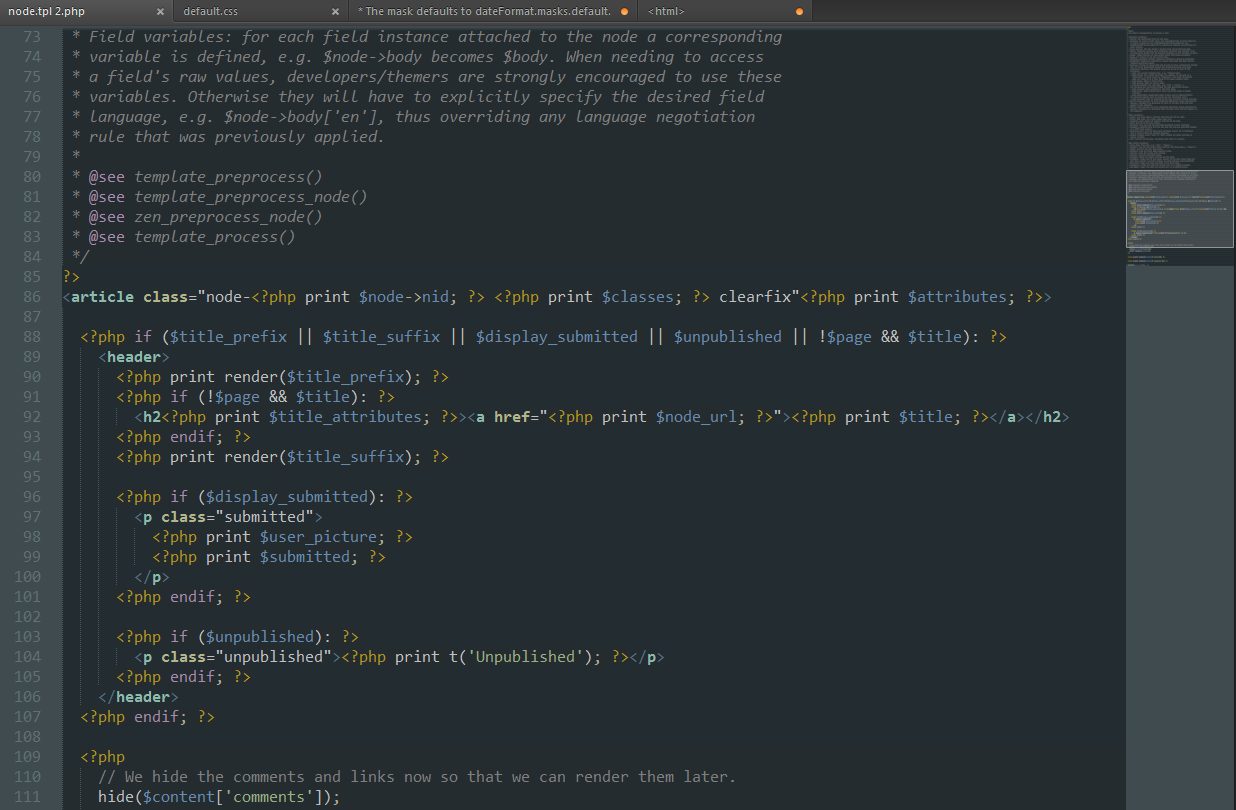 node.tpl 2.php × default.css × * The mask defaults to dateFormat.masks.default. <html>
73  * Field variables: for each field instance attached to the node a corresponding
74  * variable is defined, e.g. $node->body becomes $body. When needing to access
75  * a field's raw values, developers/themers are strongly encouraged to use these
76  * variables. Otherwise they will have to explicitly specify the desired field
77  * language, e.g. $node->body['en'], thus overriding any language negotiation
78  * rule that was previously applied.
79  *
80  * @see template_preprocess()
81  * @see template_preprocess_node()
82  * @see zen_preprocess_node()
83  * @see template_process()
84  */
85 ?>
86 <article class="node-<?php print $node->nid; ?> <?php print $classes; ?> clearfix"<?php print $attributes; ?>>
87
88   <?php if ($title_prefix || $title_suffix || $display_submitted || $unpublished || !$page && $title): ?>
89     <header>
90       <?php print render($title_prefix); ?>
91       <?php if (!$page && $title): ?>
92         <h2<?php print $title_attributes; ?>><a href="<?php print $node_url; ?>"><?php print $title; ?></a></h2>
93       <?php endif; ?>
94       <?php print render($title_suffix); ?>
95
96       <?php if ($display_submitted): ?>
97         <p class="submitted">
98           <?php print $user_picture; ?>
99           <?php print $submitted; ?>
100         </p>
101       <?php endif; ?>
102
103       <?php if ($unpublished): ?>
104         <p class="unpublished"><?php print t('Unpublished'); ?></p>
105       <?php endif; ?>
106     </header>
107   <?php endif; ?>
108
109   <?php
110     // We hide the comments and links now so that we can render them later.
111     hide($content['comments']);